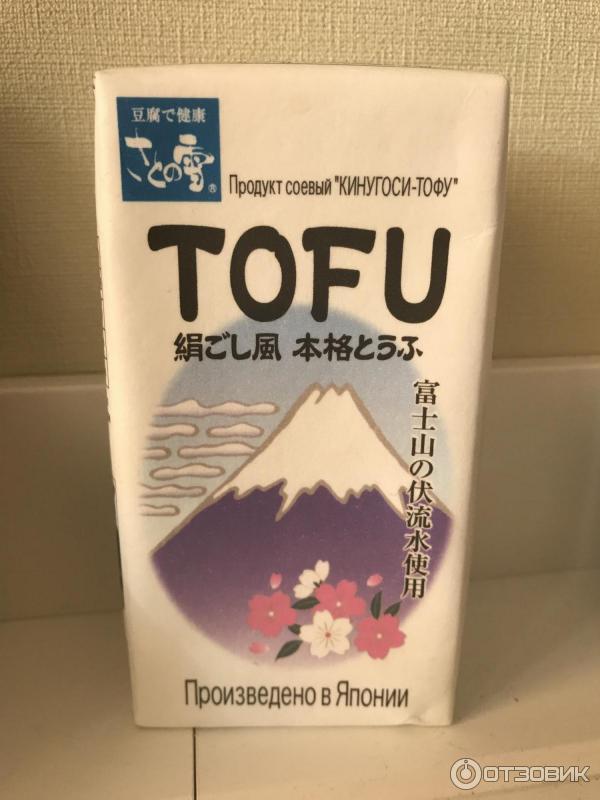 豆腐で健康
さとの雪®
Продукт соевый "КИНУГОСИ-ТОФУ"
TOFU
絹ごし風 本格とうふ
富士山の伏流水使用
Произведено в Японии
ОТЗОВИК